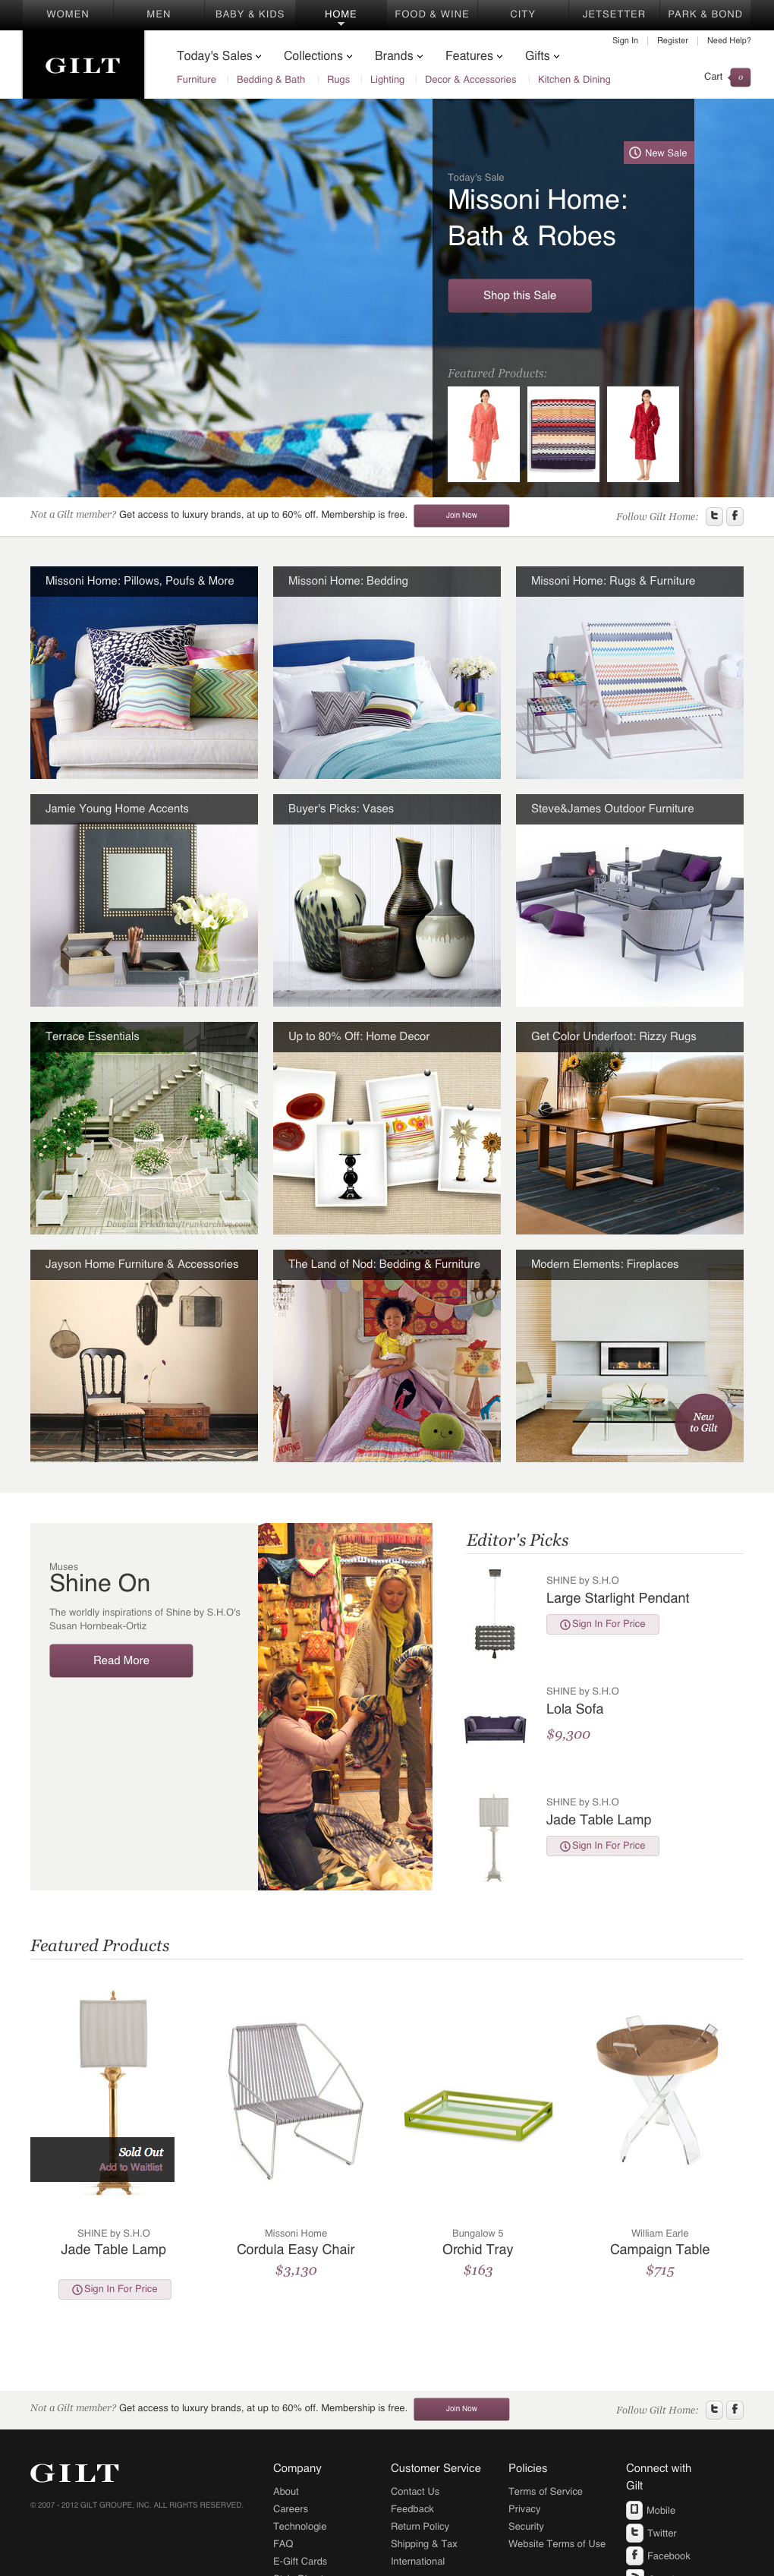 WOMEN MEN BABY & KIDS HOME FOOD & WINE CITY JETSETTER PARK & BOND
Sign In Register Need Help?
GILT
Today's Sales Collections Brands Features Gifts
Furniture Bedding & Bath Rugs Lighting Decor & Accessories Kitchen & Dining
Cart 0
New Sale
Today's Sale
Missoni Home:
Bath & Robes
Shop this Sale
Featured Products:
Not a Gilt member? Get access to luxury brands, at up to 60% off. Membership is free. Join Now Follow Gilt Home:
Missoni Home: Pillows, Poufs & More
Missoni Home: Bedding
Missoni Home: Rugs & Furniture
Jamie Young Home Accents
Buyer's Picks: Vases
Steve&James Outdoor Furniture
Terrace Essentials
Up to 80% Off: Home Decor
Get Color Underfoot: Rizzy Rugs
Douglas Friedman/trunkarchive.com
Jayson Home Furniture & Accessories
The Land of Nod: Bedding & Furniture
Modern Elements: Fireplaces
New
to Gilt
Muses
Shine On
The worldly inspirations of Shine by S.H.O's
Susan Hornbeak-Ortiz
Read More
Editor's Picks
SHINE by S.H.O
Large Starlight Pendant
Sign In For Price
SHINE by S.H.O
Lola Sofa
$9,300
SHINE by S.H.O
Jade Table Lamp
Sign In For Price
Featured Products
Sold Out
Add to Waitlist
SHINE by S.H.O
Jade Table Lamp
Sign In For Price
Missoni Home
Cordula Easy Chair
$3,130
Bungalow 5
Orchid Tray
$163
William Earle
Campaign Table
$715
Not a Gilt member? Get access to luxury brands, at up to 60% off. Membership is free. Join Now Follow Gilt Home:
GILT
© 2007 - 2012 GILT GROUPE, INC. ALL RIGHTS RESERVED.
Company
About
Careers
Technologie
FAQ
E-Gift Cards
Customer Service
Contact Us
Feedback
Return Policy
Shipping & Tax
International
Policies
Terms of Service
Privacy
Security
Website Terms of Use
Connect with
Gilt
Mobile
Twitter
Facebook